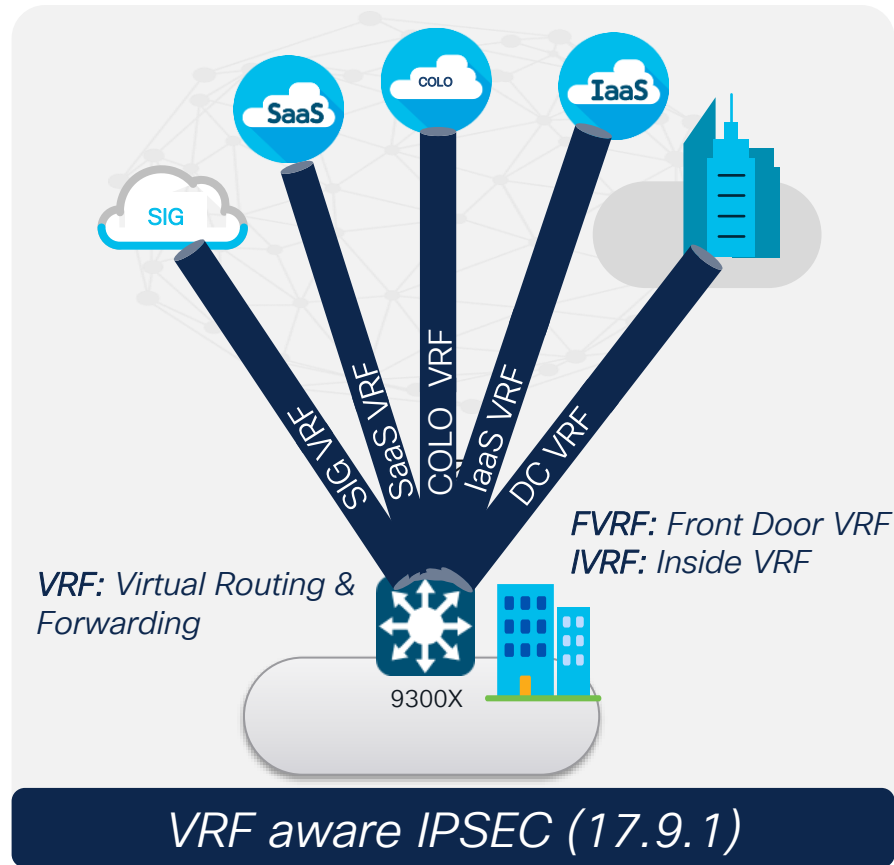 SaaS
COLO
IaaS
SIG
SIG VRF
SaaS VRF
COLO VRF
IaaS VRF
DC VRF
FVRF: Front Door VRF
IVRF: Inside VRF
VRF: Virtual Routing &
Forwarding
9300X
VRF aware IPSEC (17.9.1)